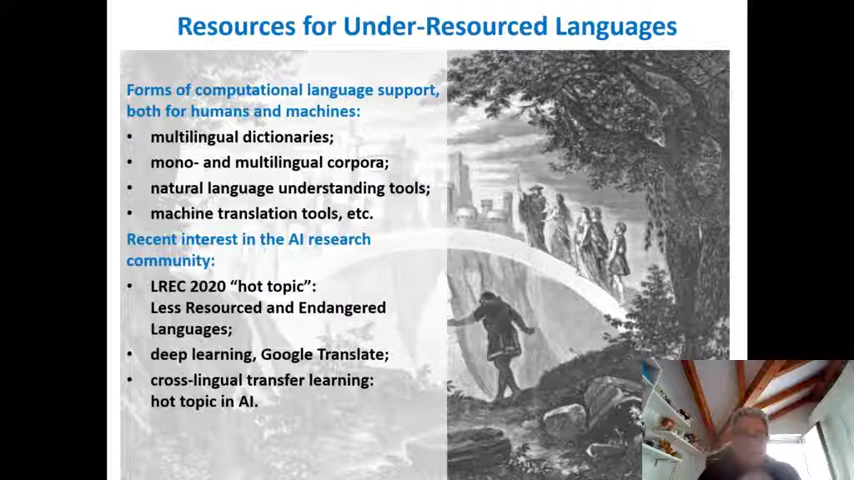 Resources for Under-Resourced Languages
Forms of computational language support,
both for humans and machines:
• multilingual dictionaries;
• mono- and multilingual corpora;
• natural language understanding tools;
• machine translation tools, etc.
Recent interest in the AI research
community:
• LREC 2020 “hot topic”:
Less Resourced and Endangered
Languages;
• deep learning, Google Translate;
• cross-lingual transfer learning:
hot topic in AI.